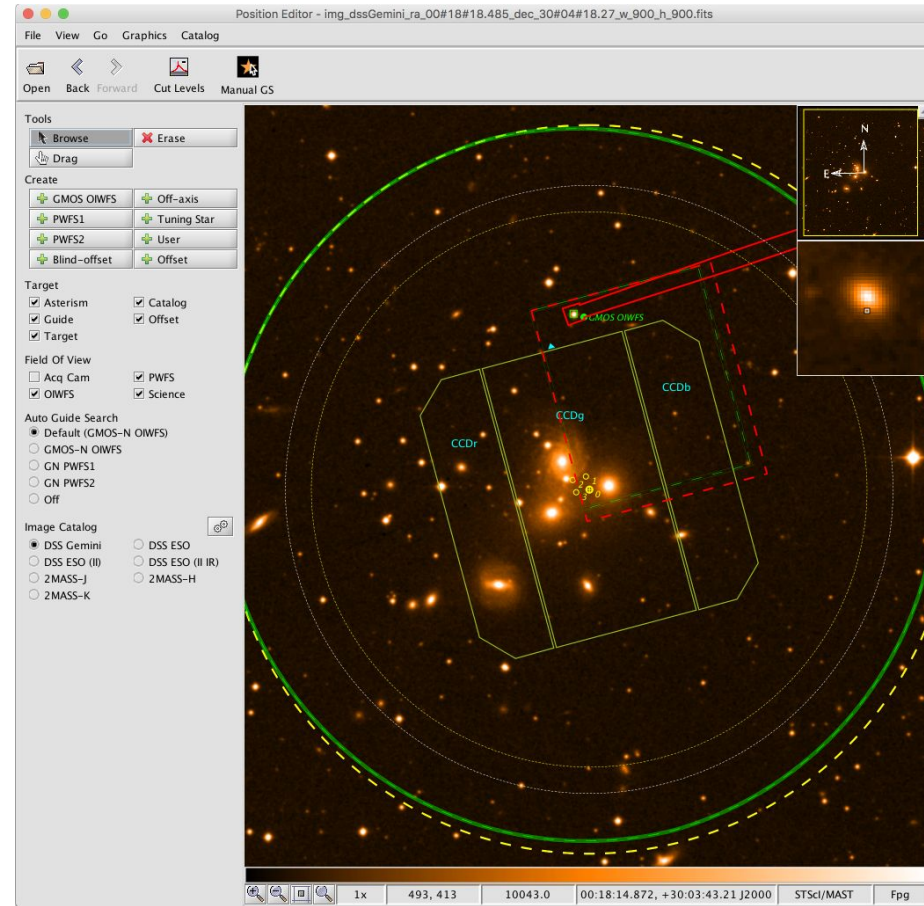 Position Editor - img_dssGemini_ra_00#18#18.485_dec_30#04#18.27_w_900_h_900.fits
File View Go Graphics Catalog
Open Back Forward Cut Levels Manual GS
Tools
Browse Erase
Drag
Create
GMOS OIWFS Off-axis
PWFS1 Tuning Star
PWFS2 User
Blind-offset Offset
Target
Asterism Catalog
Guide Offset
Target
Field Of View
Acq Cam PWFS
OIWFS Science
Auto Guide Search
Default (GMOS-N OIWFS)
GMOS-N OIWFS
GN PWFS1
GN PWFS2
Off
Image Catalog
DSS Gemini DSS ESO
DSS ESO (II) DSS ESO (II IR)
2MASS-J 2MASS-H
2MASS-K
N
E
GMOS OIWFS
CCDb
CCDg
CCDr
1
2
0
3
1x 493, 413 10043.0 00:18:14.872, +30:03:43.21 J2000 STScI/MAST Fpg